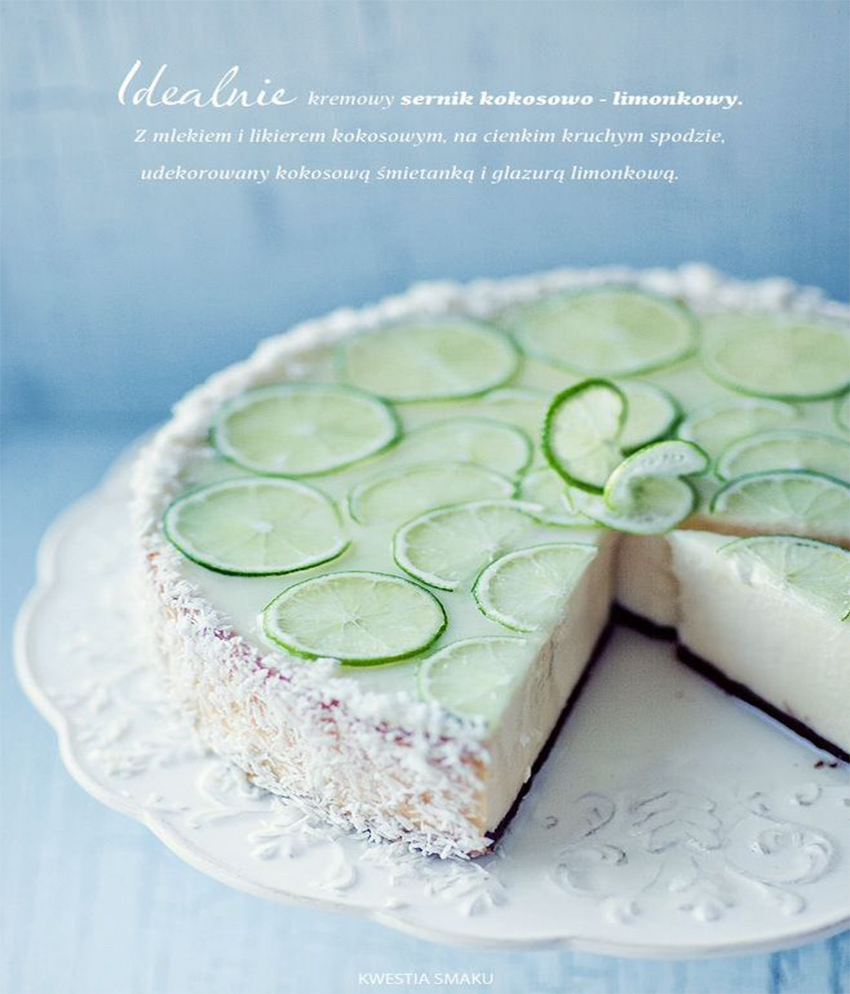 Idealnie kremowy sernik kokosowo - limonkowy.
Z mlekiem i likierem kokosowym, na cienkim kruchym spodzie,
udekorowany kokosową śmietanką i glazurą limonkową.
KWESTIA SMAKU